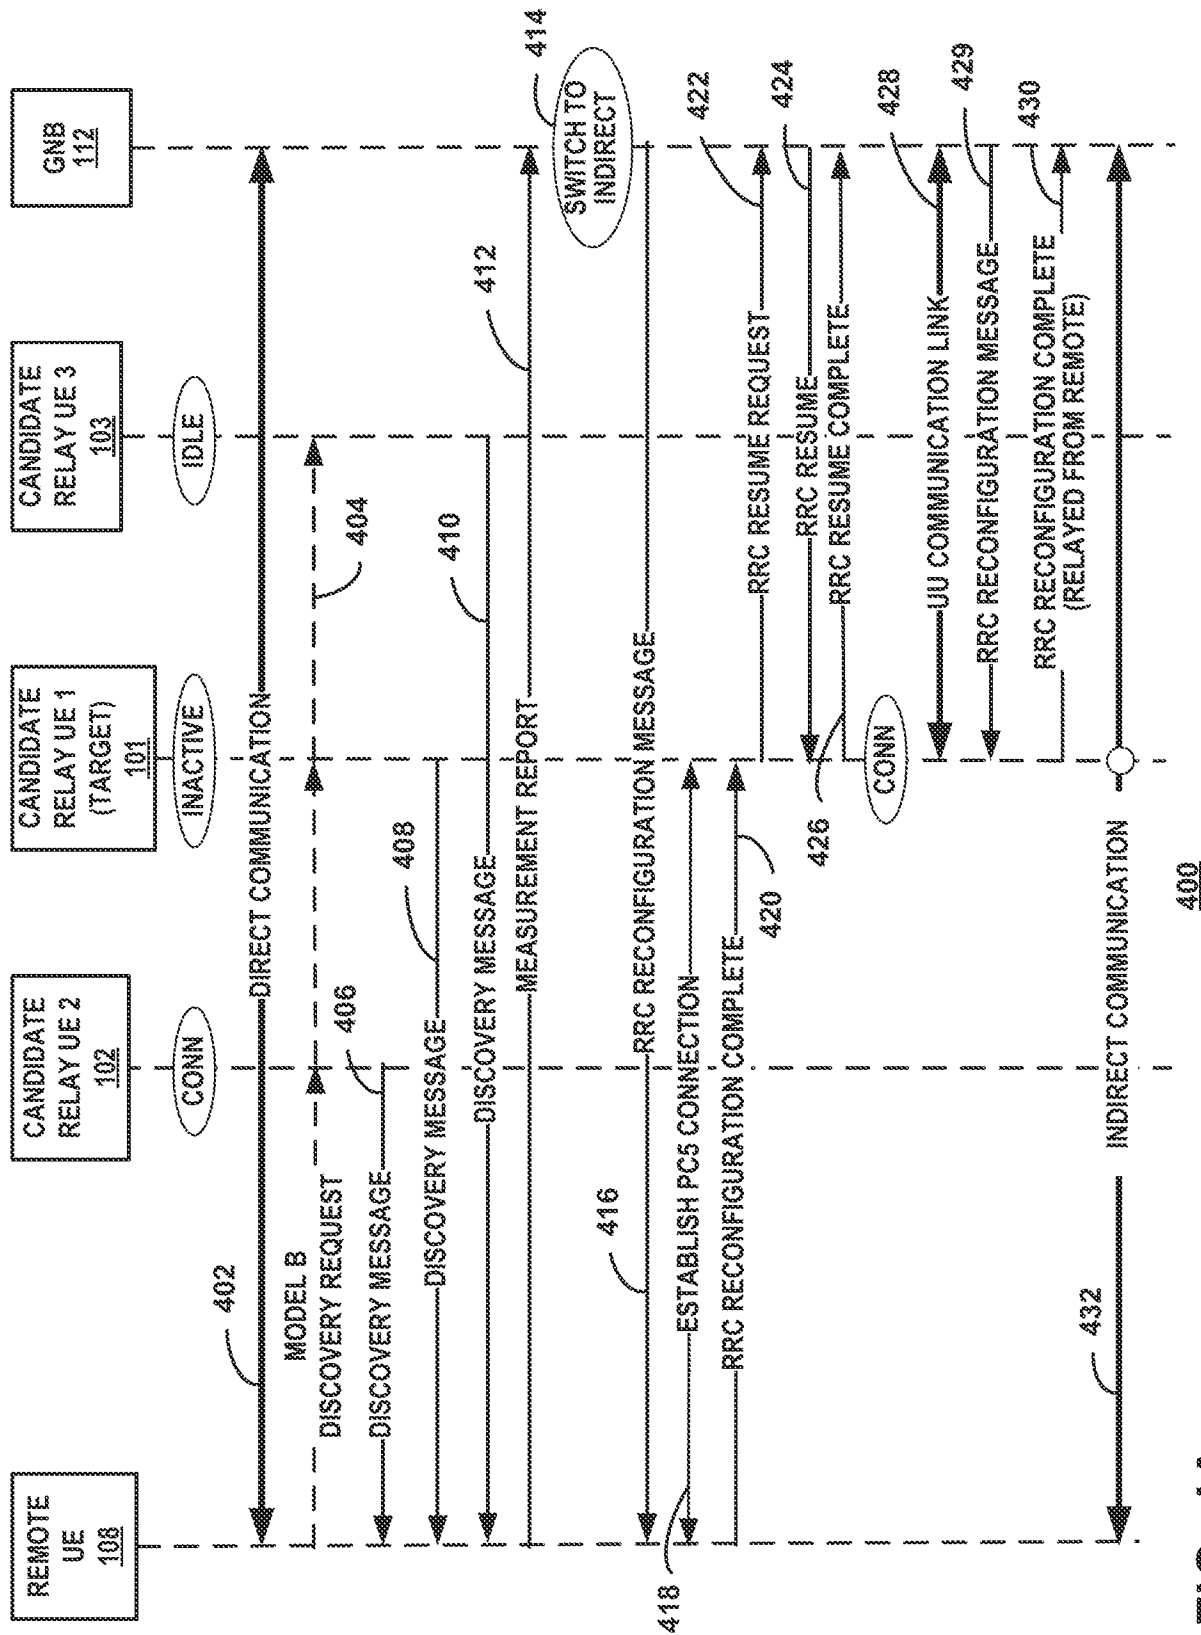 REMOTE
UE
108
CANDIDATE
RELAY UE 2
102
CANDIDATE
RELAY UE 1
(TARGET)
101
CANDIDATE
RELAY UE 3
103
GNB
112
CONN
INACTIVE
IDLE
402
DIRECT COMMUNICATION
MODEL B
DISCOVERY REQUEST
404
DISCOVERY MESSAGE
406
DISCOVERY MESSAGE
408
DISCOVERY MESSAGE
410
MEASUREMENT REPORT
412
SWITCH TO
INDIRECT
414
416
RRC RECONFIGURATION MESSAGE
418
ESTABLISH PC5 CONNECTION
RRC RECONFIGURATION COMPLETE
420
RRC RESUME REQUEST
422
RRC RESUME
424
RRC RESUME COMPLETE
426
CONN
UU COMMUNICATION LINK
428
RRC RECONFIGURATION MESSAGE
429
RRC RECONFIGURATION COMPLETE
(RELAYED FROM REMOTE)
430
432
INDIRECT COMMUNICATION
400